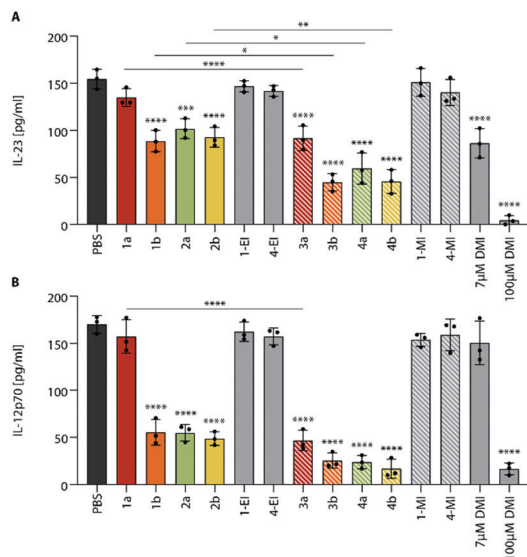 A
**
*
*
****
200
150
100
50
0
IL-23 [pg/ml]
**** *** **** **** **** **** **** **** ****
PBS 1a 1b 2a 2b 1-EI 4-EI 3a 3b 4a 4b 1-MI 4-MI 7µM DMI 100µM DMI
B
****
200
150
100
50
0
IL-12p70 [pg/ml]
**** **** **** **** **** **** **** ****
PBS 1a 1b 2a 2b 1-EI 4-EI 3a 3b 4a 4b 1-MI 4-MI 7µM DMI 100µM DMI